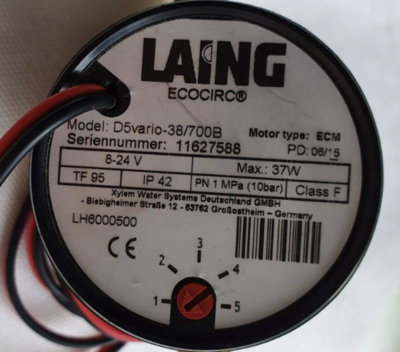 LAING
ECOCIRC®
Model: D5vario-38/700B Motor type: ECM
Seriennummer: 11627588 PD: 06/15
8-24 V Max.: 37W
TF 95 IP 42 PN 1 MPa (10bar) Class F
Xylem Water Systems Deutschland GMBH
- Biebigheimer Straße 12 - 63762 Großostheim – Germany
LH6000500
CE
3
2 4
1 5